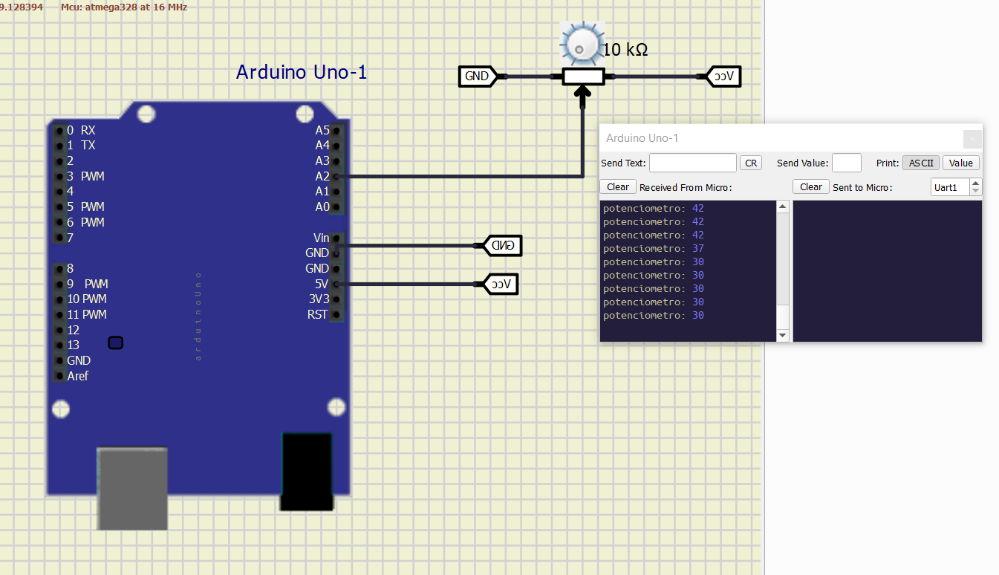 9.128394 Mcu: atmega328 at 16 MHz
10 kΩ
Arduino Uno-1
GND
Vcc
0 RX
1 TX
2
3 PWM
4
5 PWM
6 PWM
7
8
9 PWM
10 PWM
11 PWM
12
13
GND
Aref
arduinoUno
A5
A4
A3
A2
A1
A0
Vin
GND
GND
5V
3V3
RST
GND
Vcc
Arduino Uno-1
Send Text: CR Send Value: Print: ASCII Value
Clear Received From Micro: Clear Sent to Micro: Uart1
potenciometro: 42
potenciometro: 42
potenciometro: 42
potenciometro: 37
potenciometro: 30
potenciometro: 30
potenciometro: 30
potenciometro: 30
potenciometro: 30